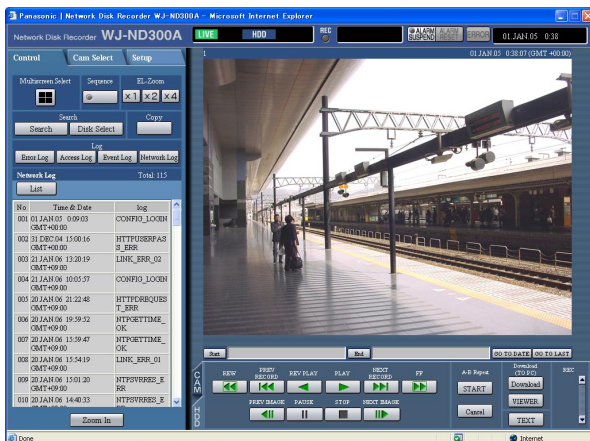 Panasonic | Network Disk Recorder WJ-ND300A - Microsoft Internet Explorer
Network Disk Recorder WJ-ND300A
LIVE
HDD
REC
ALARM SUSPEND
ALARM RESET
ERROR
01.JAN.05 0:38
Control
Cam Select
Setup
1
01.JAN.05 0:38:07 (GMT +00:00)
Multiscreen Select
Sequence
EL-Zoom
x1
x2
x4
Search
Copy
Search
Disk Select
Log
Error Log
Access Log
Event Log
Network Log
Network Log
Total: 115
List
No
Time & Date
log
001 01.JAN.05 0:09:03 CONFIG_LOGIN
GMT+00:00
002 31.DEC.04 15:00:16 HTTPUSERPAS
GMT+09:00 S_ERR
003 21.JAN.06 13:20:19 LINK_ERR_02
GMT+09:00
004 21.JAN.06 10:05:57 CONFIG_LOGIN
GMT+09:00
005 20.JAN.06 21:22:48 HTTPDREQUES
GMT+09:00 T_ERR
006 20.JAN.06 19:59:52 NTPGETTIME_
GMT+09:00 OK
007 20.JAN.06 15:59:47 NTPGETTIME_
GMT+09:00 OK
008 20.JAN.06 15:54:19 LINK_ERR_01
GMT+09:00
009 20.JAN.06 15:01:20 NTPSVRRES_E
GMT+09:00 RR
010 20.JAN.06 14:40:33 NTPSVRRES_E
GMT+09:00 RR
Zoom In
Start
End
GO TO DATE
GO TO LAST
CAM
HDD
REW
PREV RECORD
REV PLAY
PLAY
NEXT RECORD
FF
PREV IMAGE
PAUSE
STOP
NEXT IMAGE
A-B Repeat
START
Cancel
Download (TO PC)
Download
VIEWER
TEXT
REC
Done
Internet